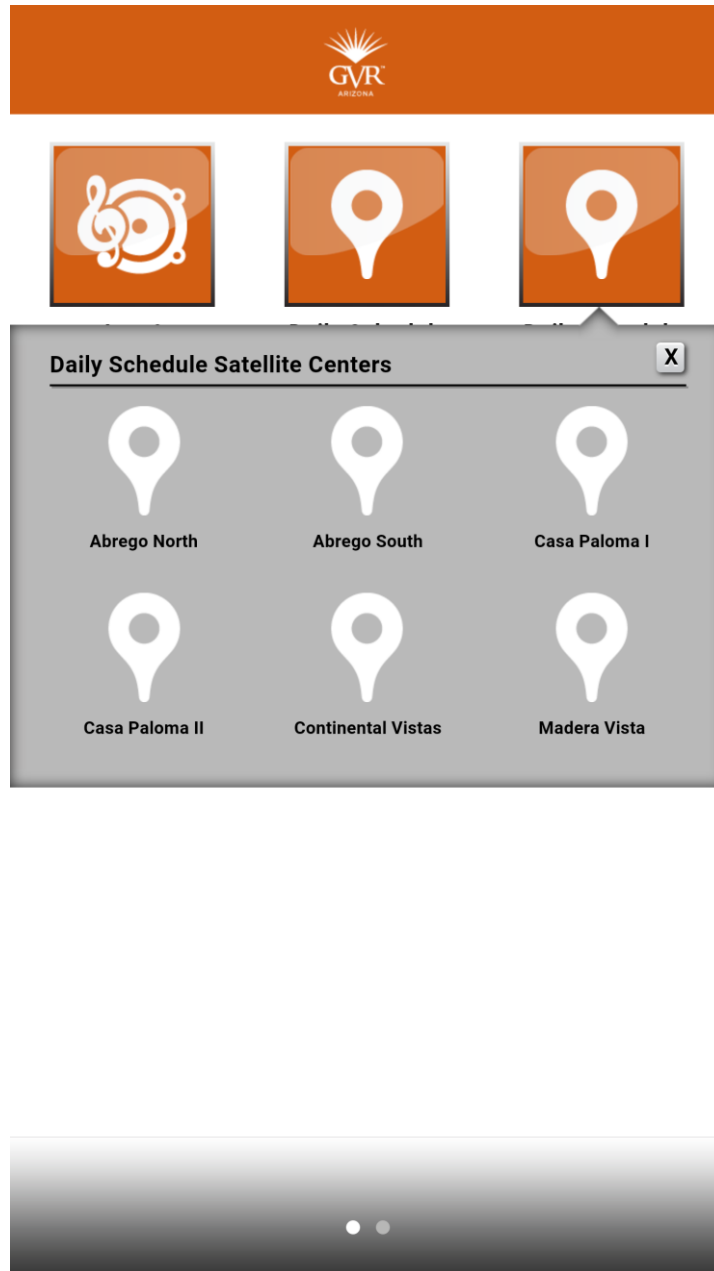 GVR
ARIZONA
Daily Schedule Satellite Centers
X
Abrego North
Abrego South
Casa Paloma I
Casa Paloma II
Continental Vistas
Madera Vista